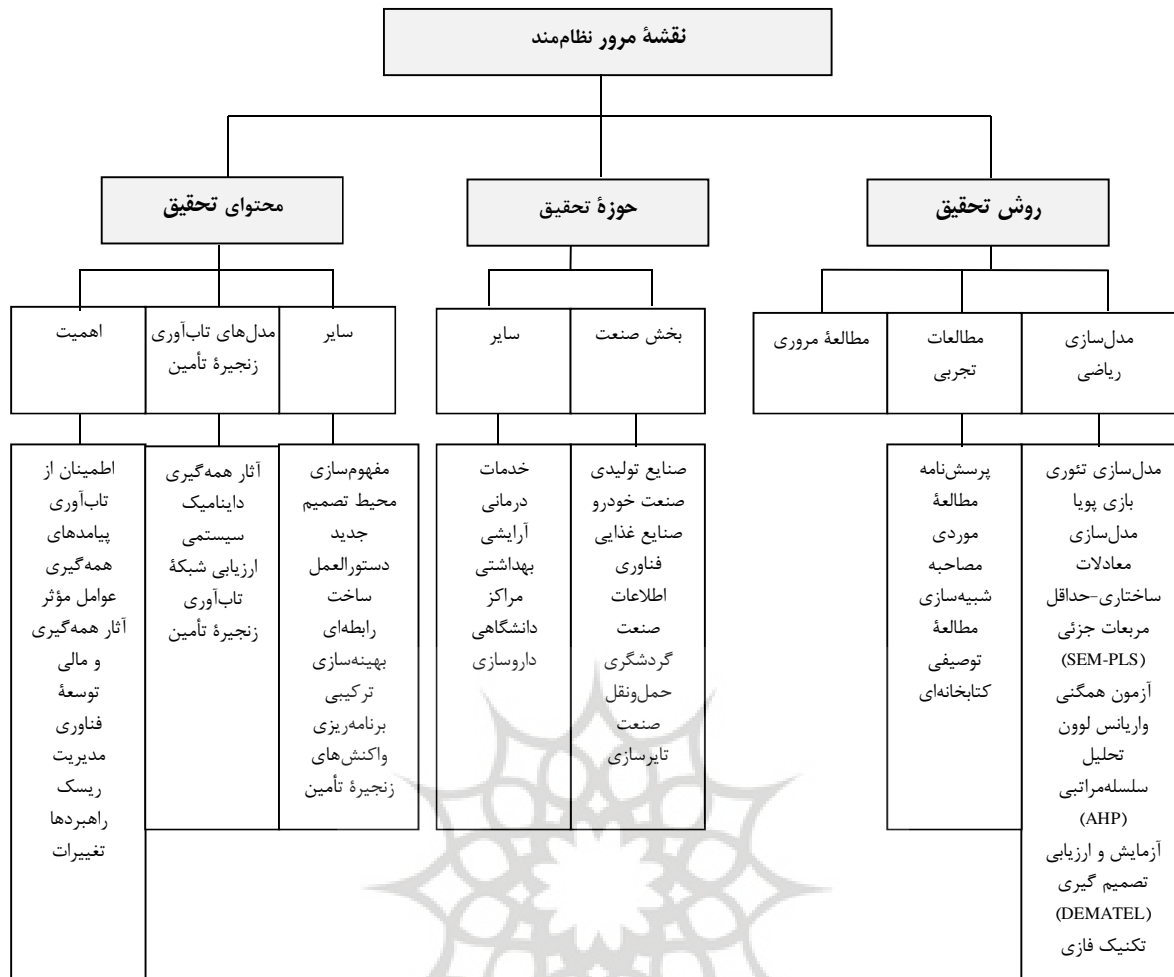 نقشهٔ مرور نظام‌مند
روش تحقیق
حوزهٔ تحقیق
محتوای تحقیق
مدل‌سازی
ریاضی
مطالعات
تجربی
مطالعهٔ مروری
بخش صنعت
سایر
سایر
مدل‌های تاب‌آوری
زنجیرهٔ تأمین
اهمیت
مدل‌سازی تئوری
بازی پویا
مدل‌سازی
معادلات
ساختاری-حداقل
مربعات جزئی
(SEM-PLS)
آزمون همگنی
واریانس لوون
تحلیل
سلسله‌مراتبی
(AHP)
آزمایش و ارزیابی
تصمیم گیری
(DEMATEL)
تکنیک فازی
پرسش‌نامه
مطالعهٔ
موردی
مصاحبه
شبیه‌سازی
مطالعهٔ
توصیفی
کتابخانه‌ای
صنایع تولیدی
صنعت خودرو
صنایع غذایی
فناوری
اطلاعات
صنعت
گردشگری
حمل‌ونقل
صنعت
تایرسازی
خدمات
درمانی
آرایشی
بهداشتی
مراکز
دانشگاهی
داروسازی
مفهوم‌سازی
محیط تصمیم
جدید
دستورالعمل
ساخت
رابطه‌ای
بهینه‌سازی
ترکیبی
برنامه‌ریزی
واکنش‌های
زنجیرهٔ تأمین
آثار همه‌گیری
داینامیک
سیستمی
ارزیابی شبکهٔ
تاب‌آوری
زنجیرهٔ تأمین
اطمینان از
تاب‌آوری
پیامدهای
همه‌گیری
عوامل مؤثر
آثار همه‌گیری
و مالی
توسعهٔ
فناوری
مدیریت
ریسک
راهبردها
تغییرات